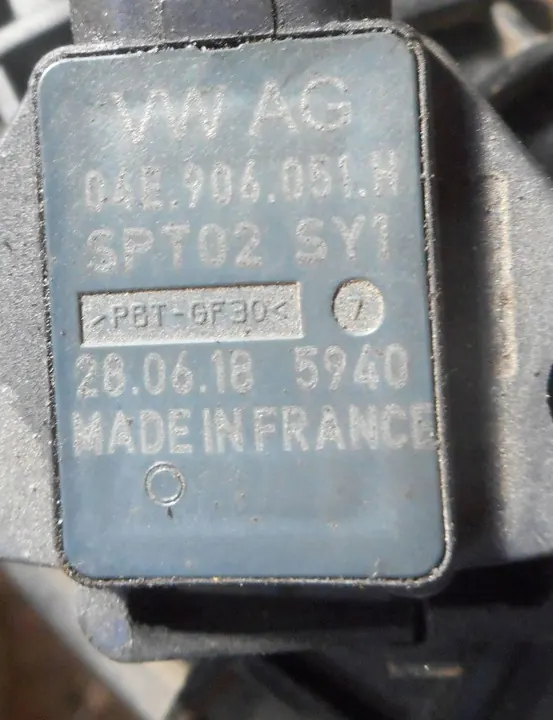 VW AG
04E.906.051.H
SPT02 SY1
>PBT-GF30< 7
28.06.18 5940
MADE IN FRANCE